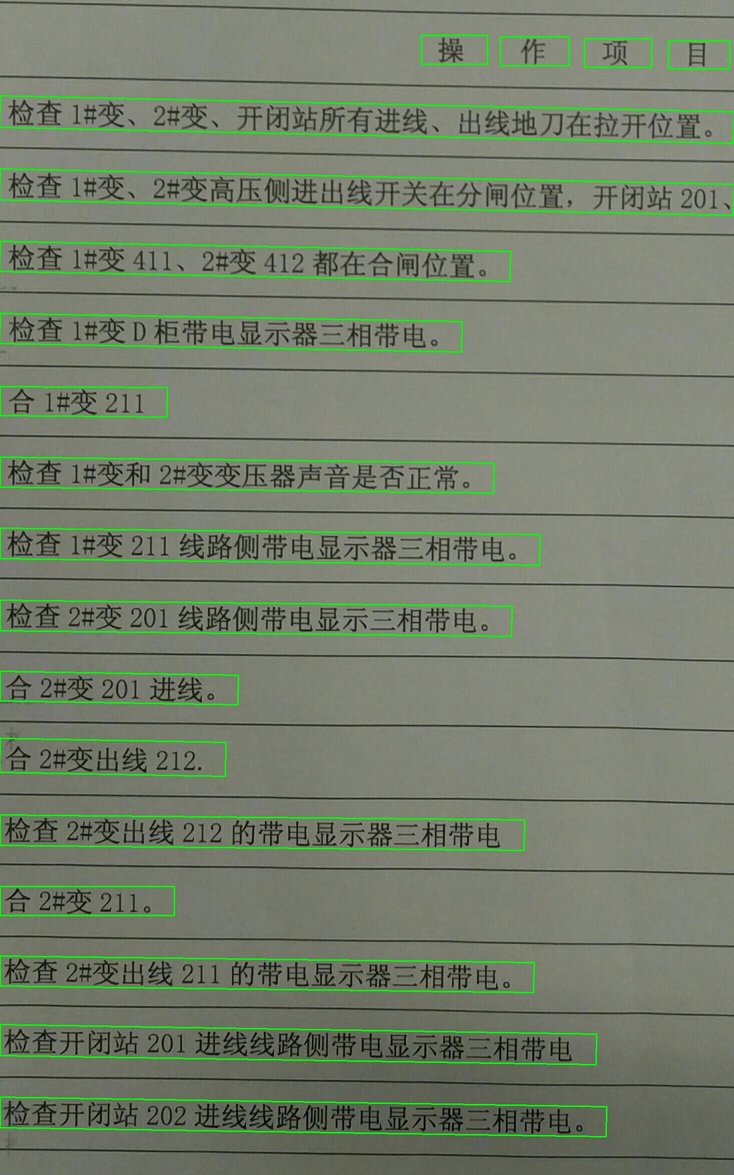 操 作 项 目
检查 1#变、2#变、开闭站所有进线、出线地刀在拉开位置。
检查 1#变、2#变高压侧进出线开关在分闸位置，开闭站 201、
检查 1#变 411、2#变 412 都在合闸位置。
检查 1#变 D 柜带电显示器三相带电。
合 1#变 211
检查 1#变和 2#变变压器声音是否正常。
检查 1#变 211 线路侧带电显示器三相带电。
检查 2#变 201 线路侧带电显示三相带电。
合 2#变 201 进线。
合 2#变出线 212.
检查 2#变出线 212 的带电显示器三相带电
合 2#变 211。
检查 2#变出线 211 的带电显示器三相带电。
检查开闭站 201 进线线路侧带电显示器三相带电
检查开闭站 202 进线线路侧带电显示器三相带电。